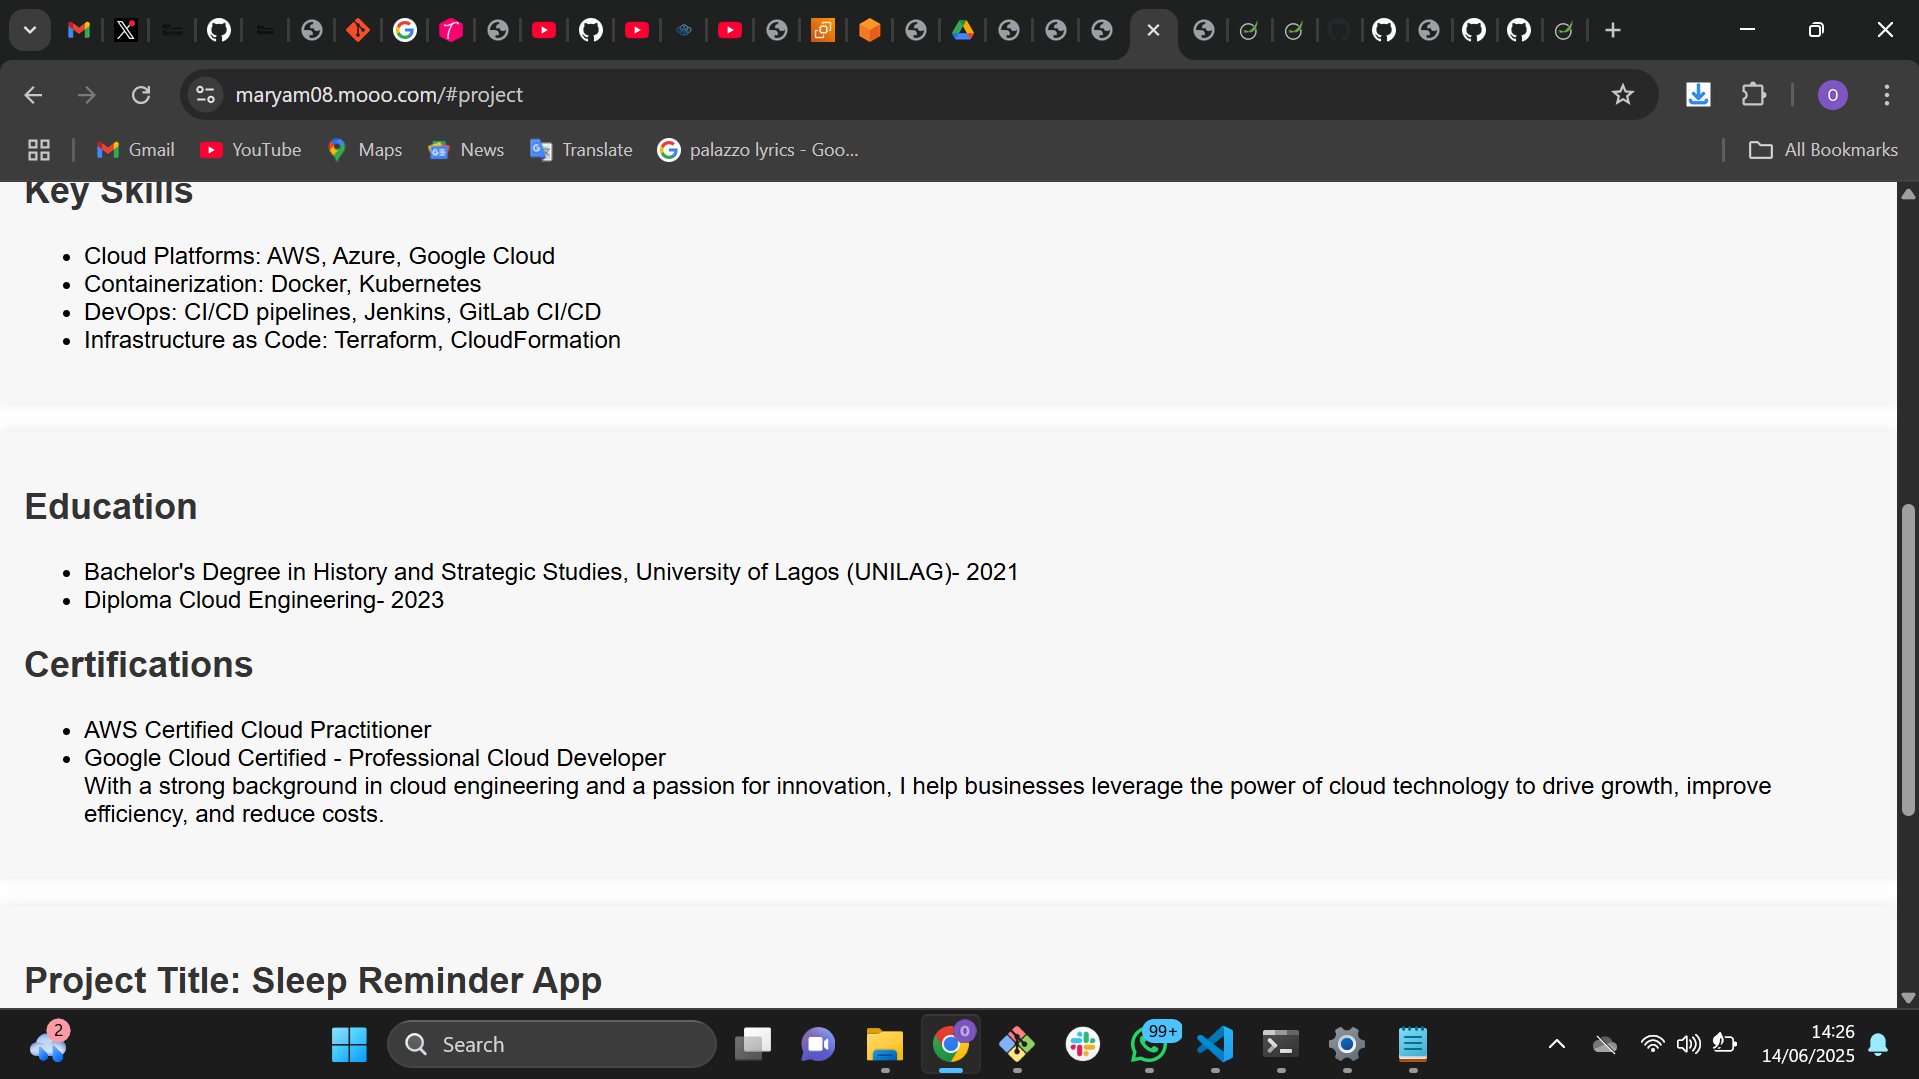 maryam08.mooo.com/#project
O
Gmail
YouTube
Maps
News
Translate
palazzo lyrics - Goo...
All Bookmarks
Key Skills
• Cloud Platforms: AWS, Azure, Google Cloud
• Containerization: Docker, Kubernetes
• DevOps: CI/CD pipelines, Jenkins, GitLab CI/CD
• Infrastructure as Code: Terraform, CloudFormation
Education
• Bachelor's Degree in History and Strategic Studies, University of Lagos (UNILAG)- 2021
• Diploma Cloud Engineering- 2023
Certifications
• AWS Certified Cloud Practitioner
• Google Cloud Certified - Professional Cloud Developer
With a strong background in cloud engineering and a passion for innovation, I help businesses leverage the power of cloud technology to drive growth, improve
efficiency, and reduce costs.
Project Title: Sleep Reminder App
2
Search
O
99+
14:26
14/06/2025